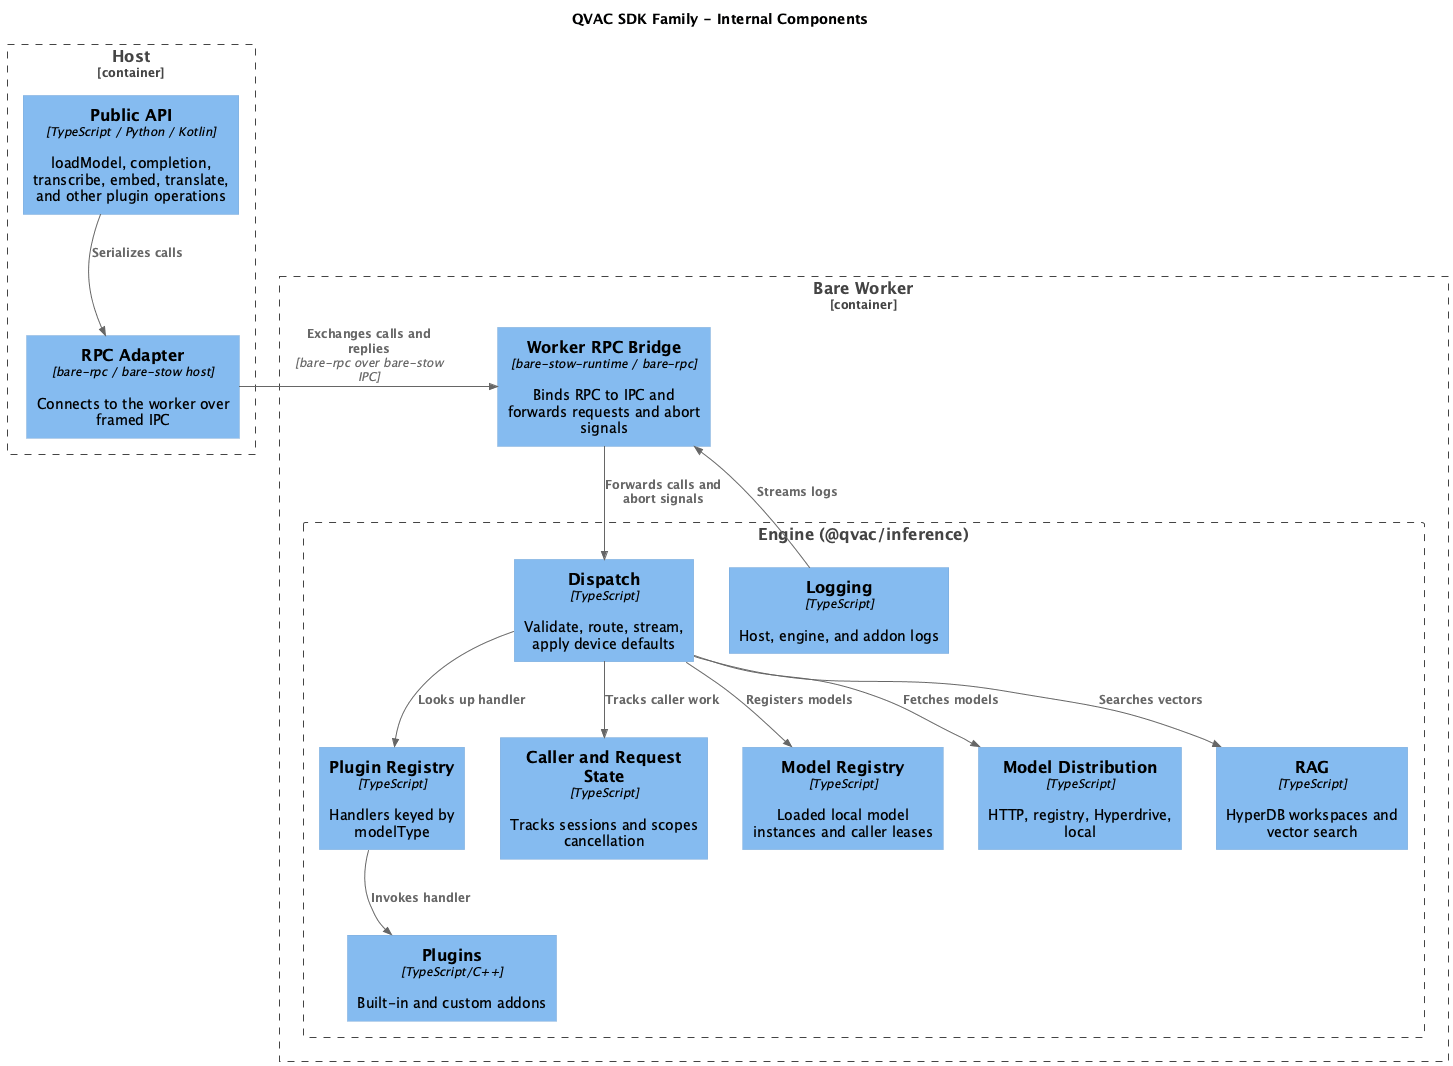 QVAC SDK Family – Internal Components
Host
[container]
Public API
[TypeScript / Python / Kotlin]
loadModel, completion,
transcribe, embed, translate,
and other plugin operations
Serializes calls
RPC Adapter
[bare-rpc / bare-stow host]
Connects to the worker over
framed IPC
Exchanges calls and
replies
[bare-rpc over bare-stow
IPC]
Bare Worker
[container]
Worker RPC Bridge
[bare-stow-runtime / bare-rpc]
Binds RPC to IPC and
forwards requests and abort
signals
Forwards calls and
abort signals
Streams logs
Engine (@qvac/inference)
Dispatch
[TypeScript]
Validate, route, stream,
apply device defaults
Logging
[TypeScript]
Host, engine, and addon logs
Looks up handler
Tracks caller work
Registers models
Fetches models
Searches vectors
Plugin Registry
[TypeScript]
Handlers keyed by
modelType
Caller and Request
State
[TypeScript]
Tracks sessions and scopes
cancellation
Model Registry
[TypeScript]
Loaded local model
instances and caller leases
Model Distribution
[TypeScript]
HTTP, registry, Hyperdrive,
local
RAG
[TypeScript]
HyperDB workspaces and
vector search
Invokes handler
Plugins
[TypeScript/C++]
Built-in and custom addons